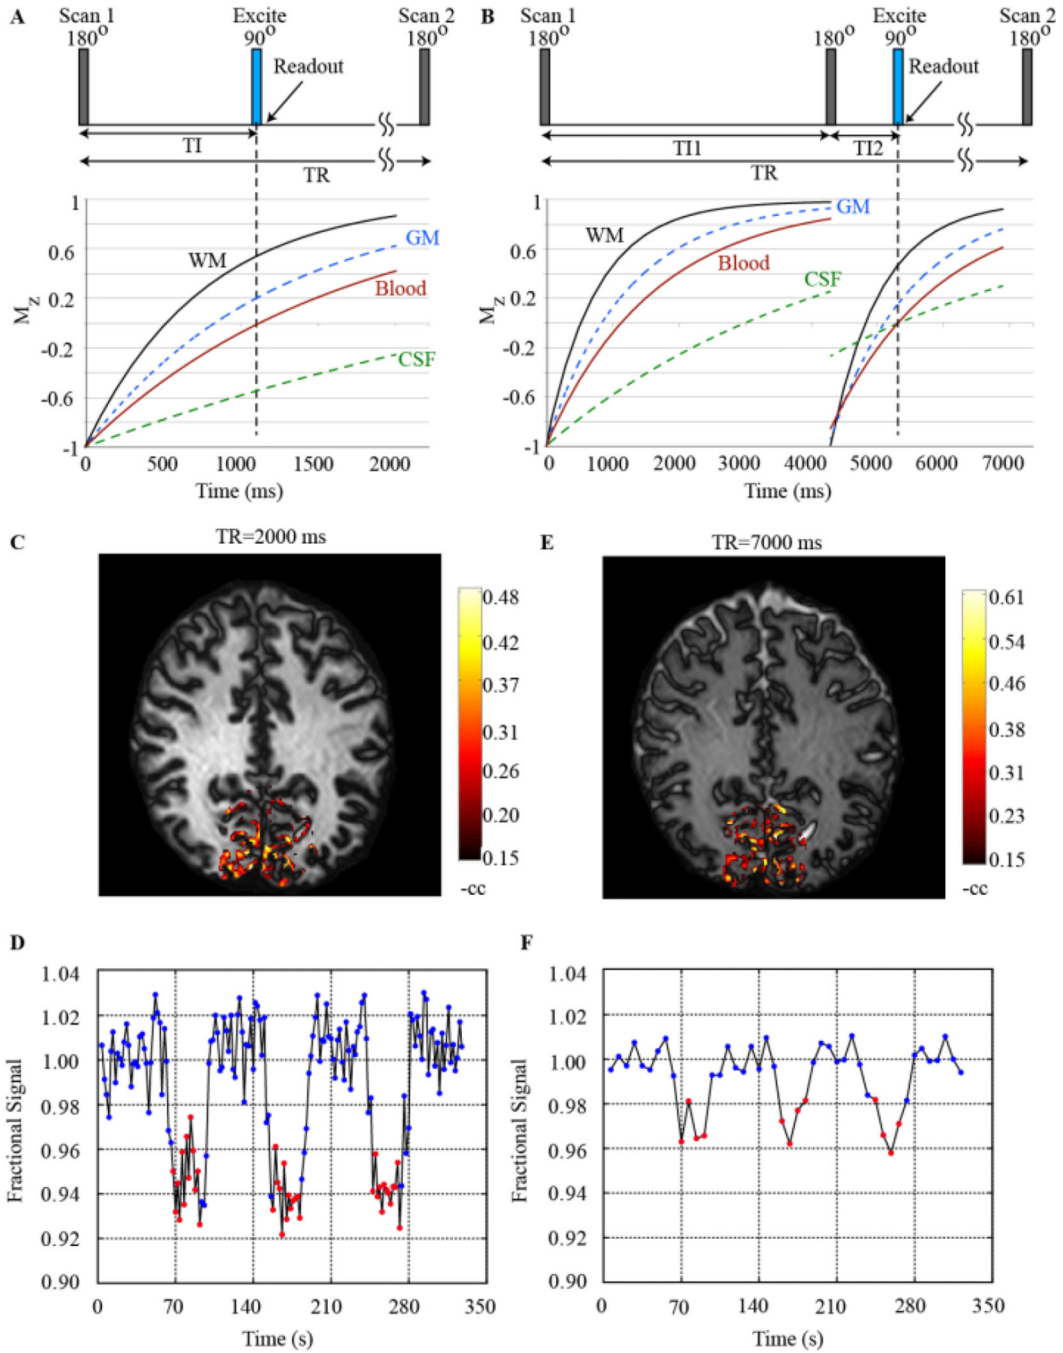 A
Scan 1
Excite
Scan 2
180o
90o
180o
Readout
TI
TR
1
0.6
0.2
-0.2
-0.6
-1
MZ
WM
GM
Blood
CSF
0
500
1000
1500
2000
Time (ms)
B
Scan 1
Excite
Scan 2
180o
180o
90o
180o
Readout
TI1
TI2
TR
1
0.6
0.2
-0.2
-0.6
-1
MZ
WM
GM
Blood
CSF
0
1000
2000
3000
4000
5000
6000
7000
Time (ms)
C
TR=2000 ms
0.48
0.42
0.37
0.31
0.26
0.20
0.15
-cc
E
TR=7000 ms
0.61
0.54
0.46
0.38
0.31
0.23
0.15
-cc
D
1.04
1.02
1.00
0.98
0.96
0.94
0.92
0.90
Fractional Signal
0
70
140
210
280
350
Time (s)
F
1.04
1.02
1.00
0.98
0.96
0.94
0.92
0.90
Fractional Signal
0
70
140
210
280
350
Time (s)